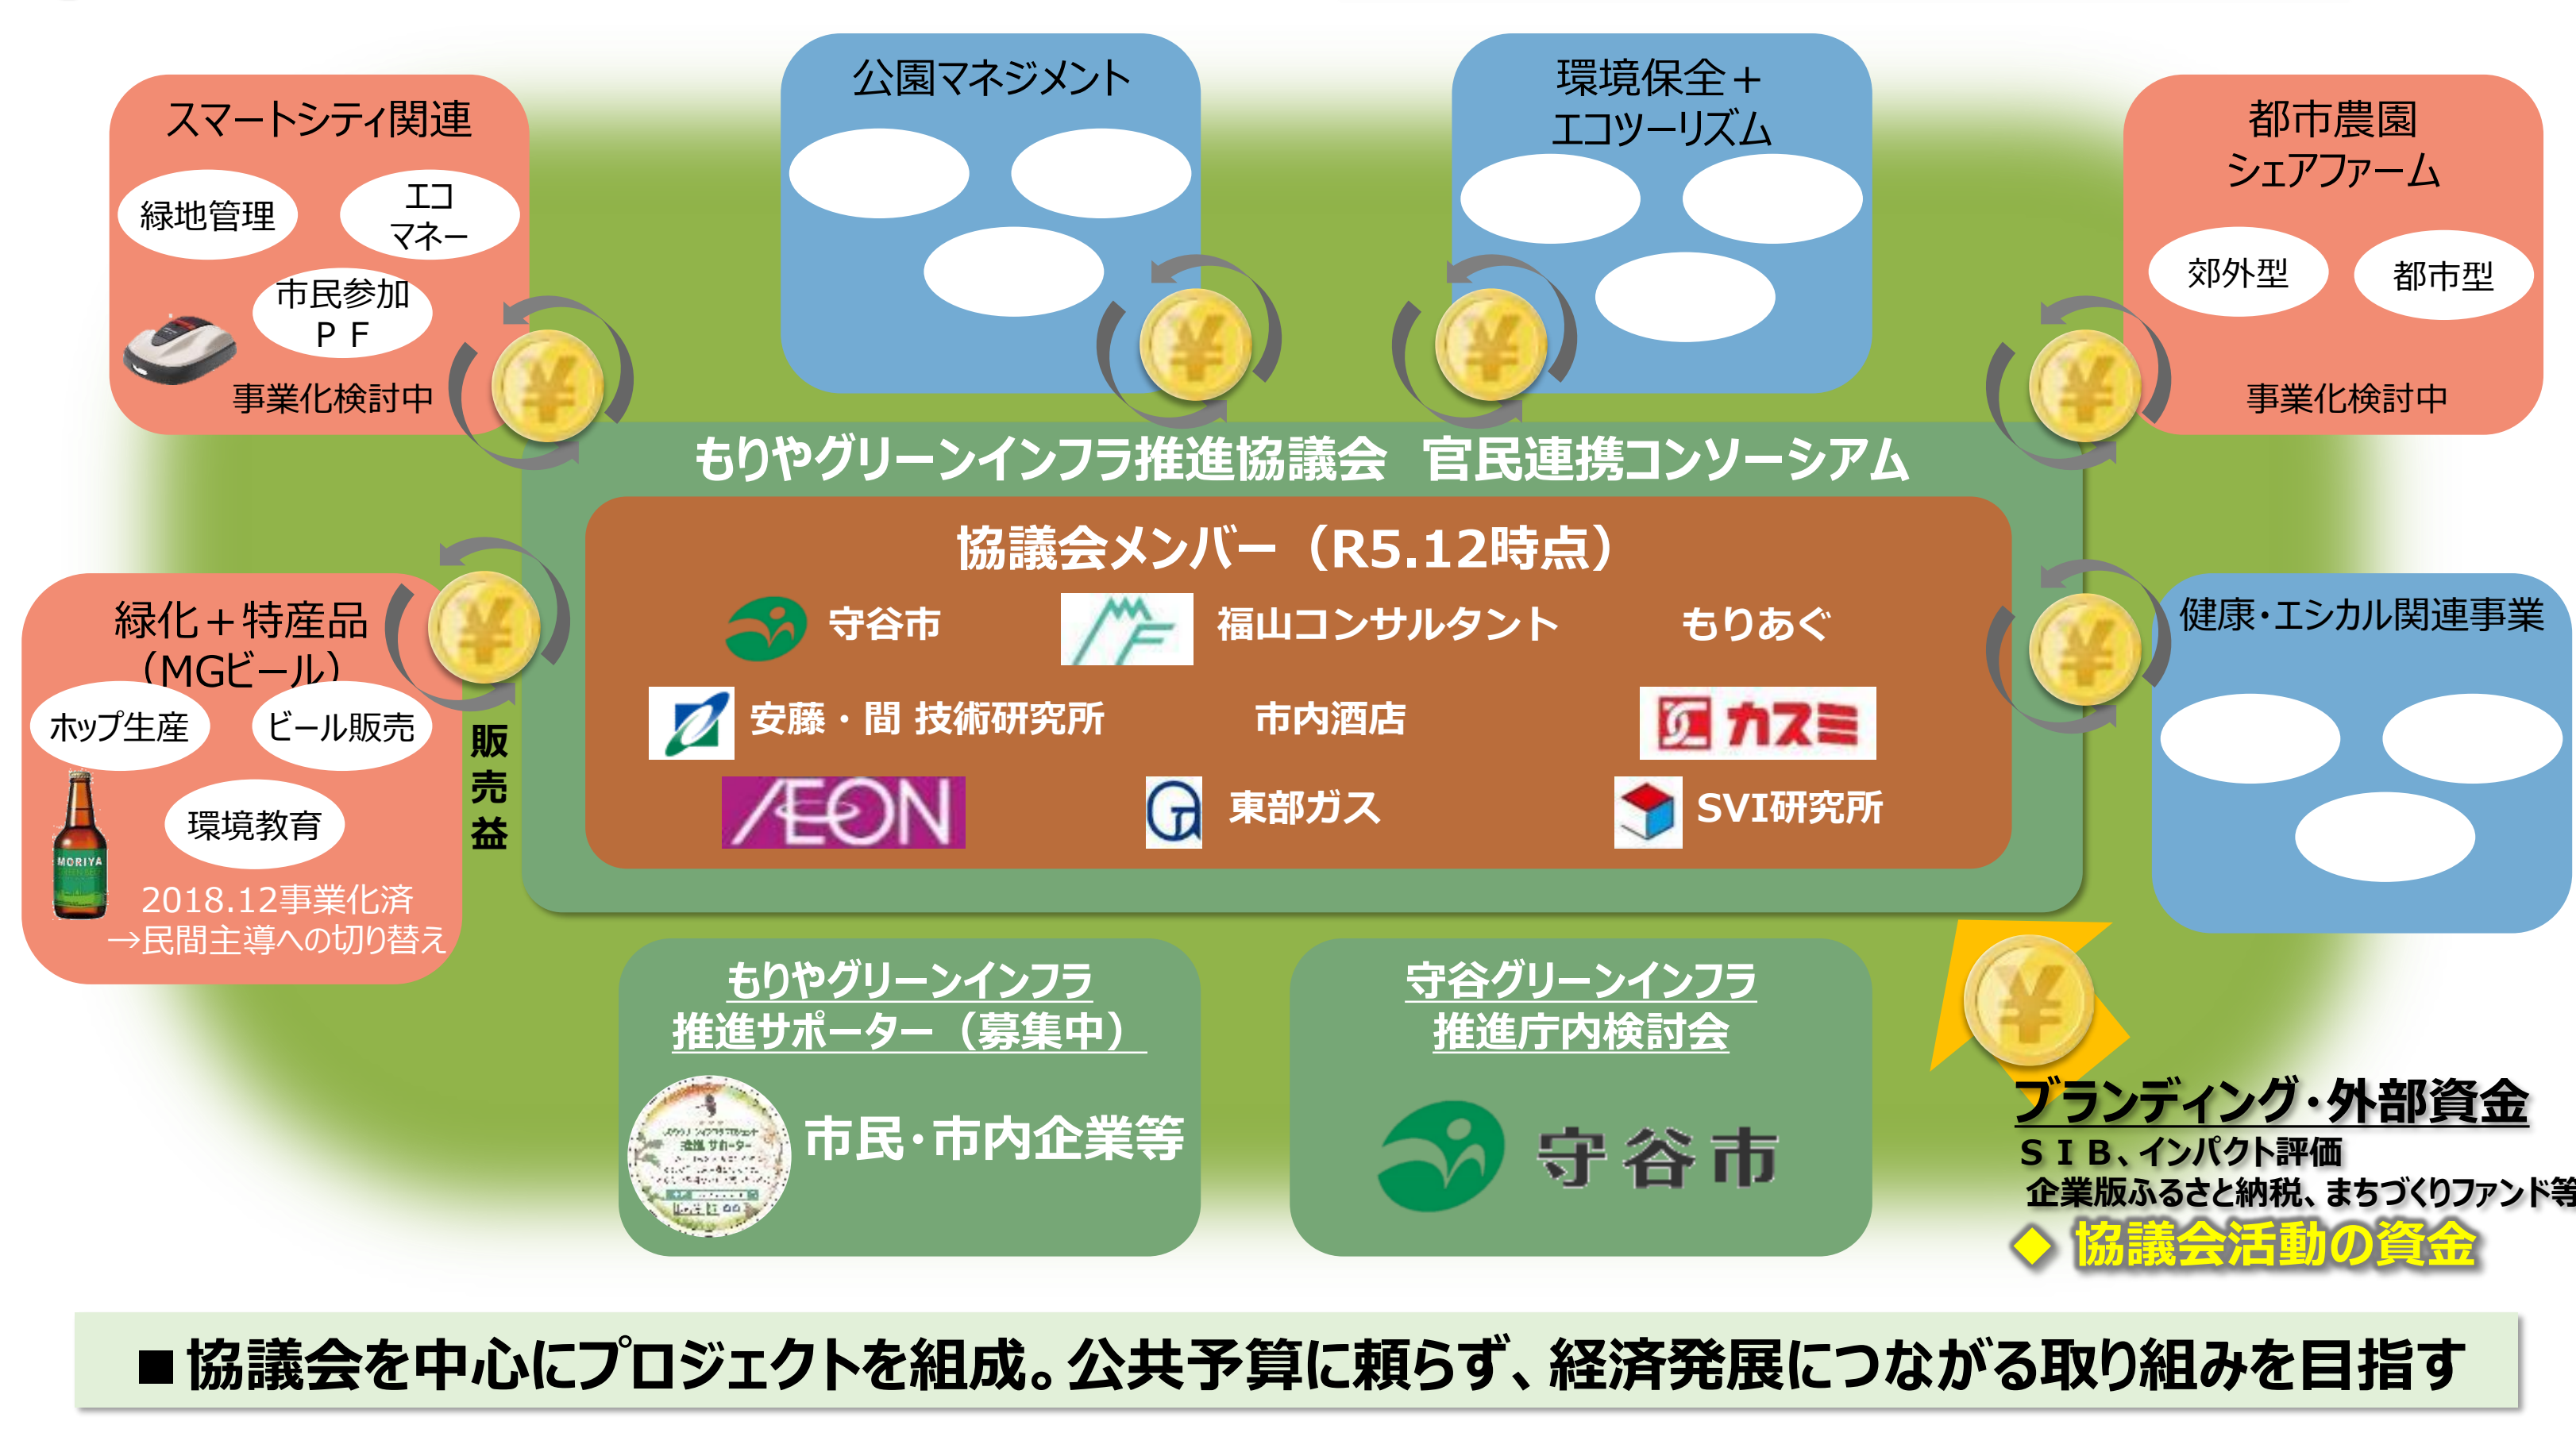 スマートシティ関連
緑地管理
エコ
マネー
市民参加
ＰＦ
事業化検討中
公園マネジメント
環境保全＋
エコツーリズム
都市農園
シェアファーム
郊外型
都市型
事業化検討中
もりやグリーンインフラ推進協議会　官民連携コンソーシアム
協議会メンバー（R5.12時点）
守谷市
福山コンサルタント
もりあぐ
安藤・間 技術研究所
市内酒店
カスミ
ÆON
東部ガス
SVI研究所
緑化＋特産品
（MGビール）
ホップ生産
ビール販売
環境教育
MORIYA
2018.12事業化済
→民間主導への切り替え
販売益
健康・エシカル関連事業
もりやグリーンインフラ
推進サポーター（募集中）
推進サポーター
市民・市内企業等
守谷グリーンインフラ
推進庁内検討会
守谷市
ブランディング・外部資金
ＳＩＢ、インパクト評価
企業版ふるさと納税、まちづくりファンド等
◆ 協議会活動の資金
■協議会を中心にプロジェクトを組成。公共予算に頼らず、経済発展につながる取り組みを目指す